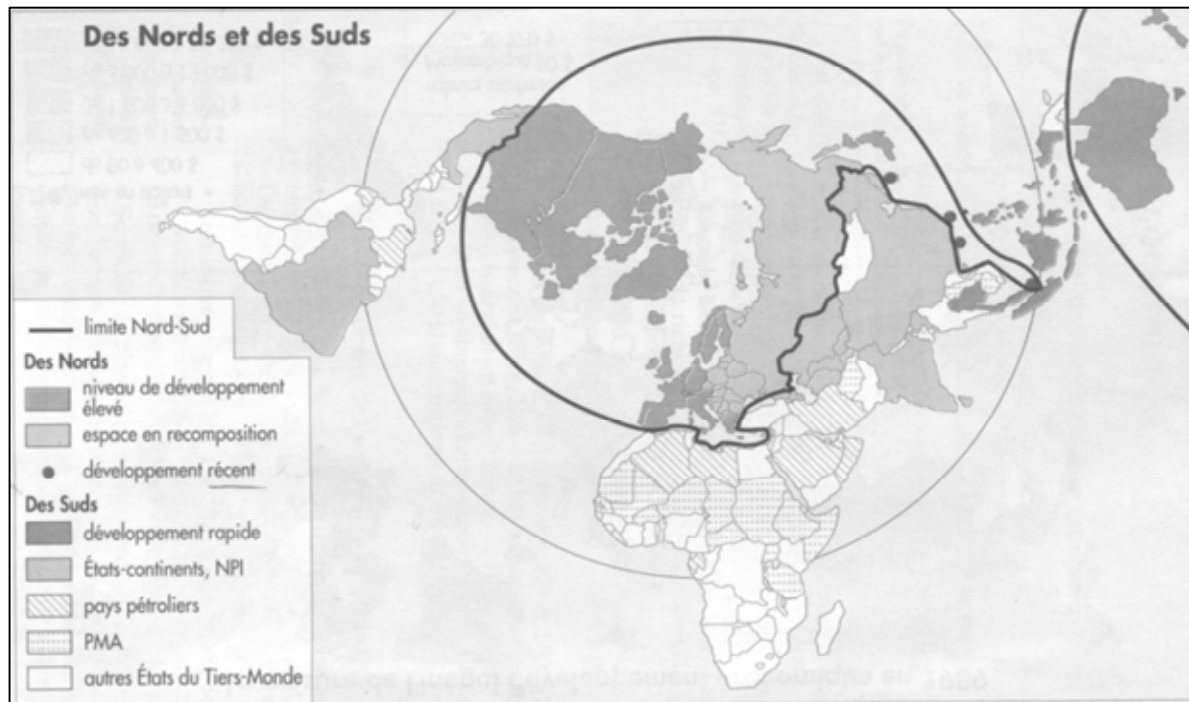 Des Nords et des Suds
limite Nord-Sud
Des Nords
niveau de développement
élevé
espace en recomposition
développement récent
Des Suds
développement rapide
États-continents, NPI
pays pétroliers
PMA
autres États du Tiers-Monde